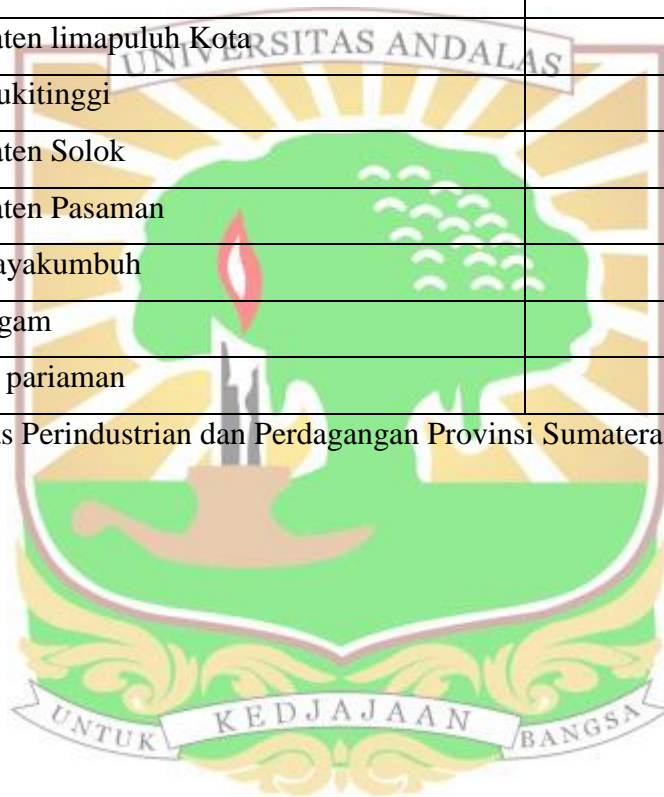 aten limapuluh Kota
UNIVERSITAS ANDALAS
ukitinggi
aten Solok
aten Pasaman
ayakumbuh
gam
pariaman
s Perindustrian dan Perdagangan Provinsi Sumatera
UNTUK KEDJAJAAN BANGSA